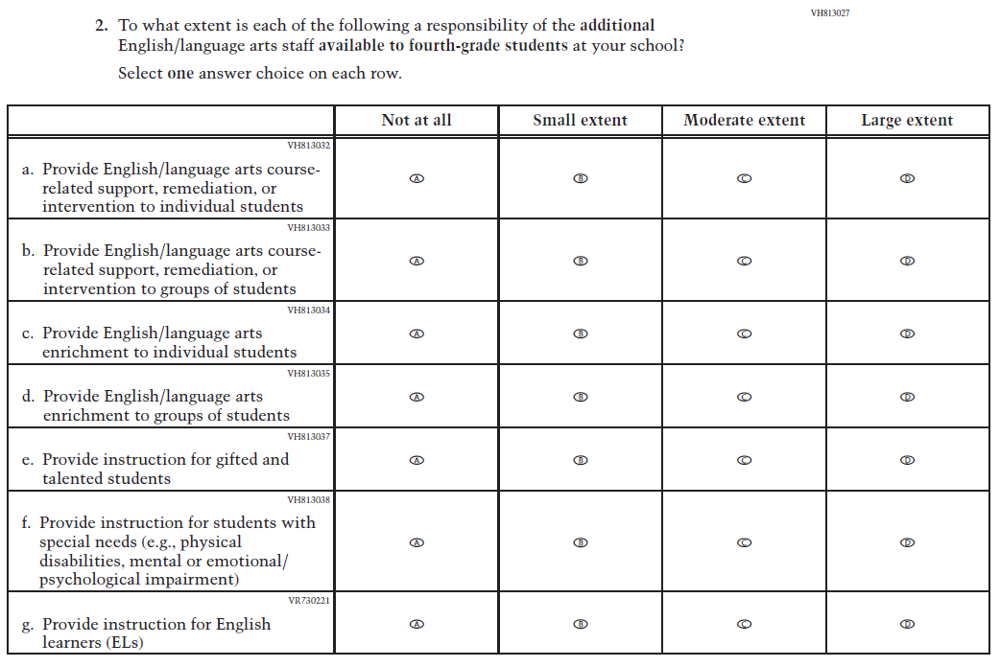 VH813027
2. To what extent is each of the following a responsibility of the additional
English/language arts staff available to fourth-grade students at your school?
Select one answer choice on each row.
Not at all Small extent Moderate extent Large extent
VH813032
a. Provide English/language arts course-
related support, remediation, or
intervention to individual students
A B C D
VH813033
b. Provide English/language arts course-
related support, remediation, or
intervention to groups of students
A B C D
VH813034
c. Provide English/language arts
enrichment to individual students
A B C D
VH813035
d. Provide English/language arts
enrichment to groups of students
A B C D
VH813037
e. Provide instruction for gifted and
talented students
A B C D
VH813038
f. Provide instruction for students with
special needs (e.g., physical
disabilities, mental or emotional/
psychological impairment)
A B C D
VR730221
g. Provide instruction for English
learners (ELs)
A B C D